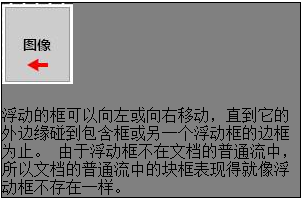 图像
浮动的框可以向左或向右移动，直到它的
外边缘碰到包含框或另一个浮动框的边框
为止。 由于浮动框不在文档的普通流中，
所以文档的普通流中的块框表现得就像浮
动框不存在一样。